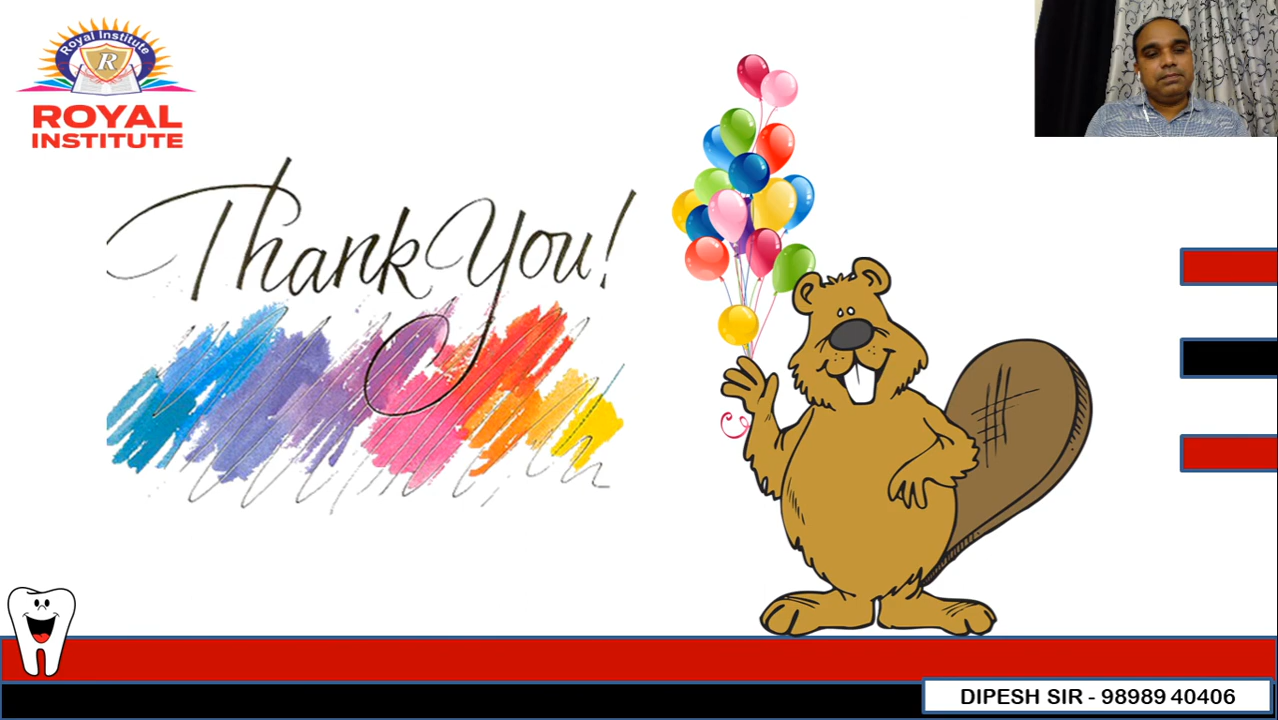 Royal Institute
R
ROYAL
INSTITUTE
Thank You!
DIPESH SIR - 98989 40406